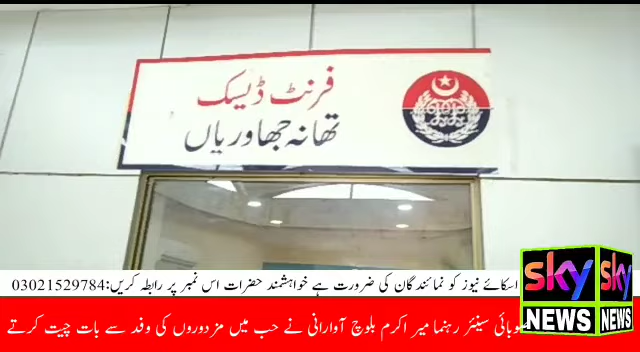 فرنٹ ڈیسک
تھانہ جھاوریاں
اسکائے نیوز کو نمائندگان کی ضرورت ہے خواہشمند حضرات اس نمبر پر رابطہ کریں:03021529784
صوبائی سینئر رہنما میر اکرم بلوچ آوارانی نے حب میں مزدوروں کی وفد سے بات چیت کرتے
sky sky
NEWS NEWS